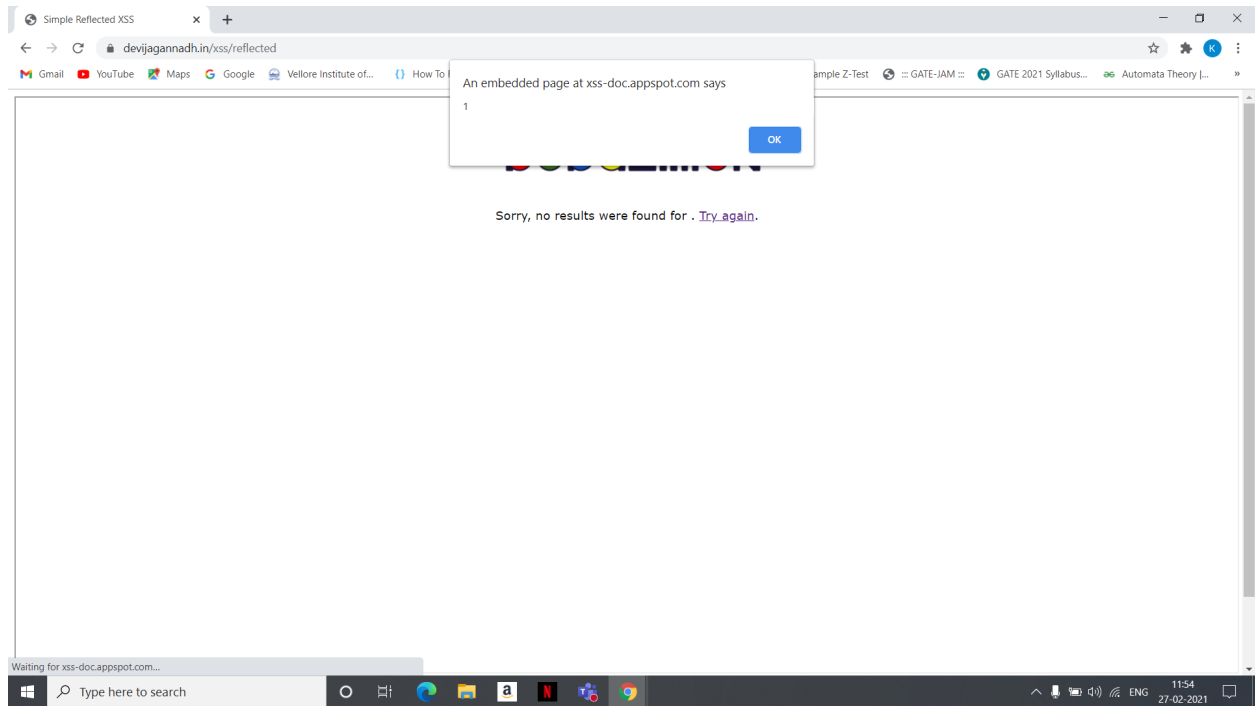 Simple Reflected XSS
devijagannadh.in/xss/reflected
Gmail YouTube Maps Google Vellore Institute of... How To ample Z-Test ::: GATE-JAM ::: GATE 2021 Syllabus... Automata Theory |... »
An embedded page at xss-doc.appspot.com says
1
OK
Sorry, no results were found for . Try again.
Waiting for xss-doc.appspot.com...
Type here to search
ENG
11:54
27-02-2021